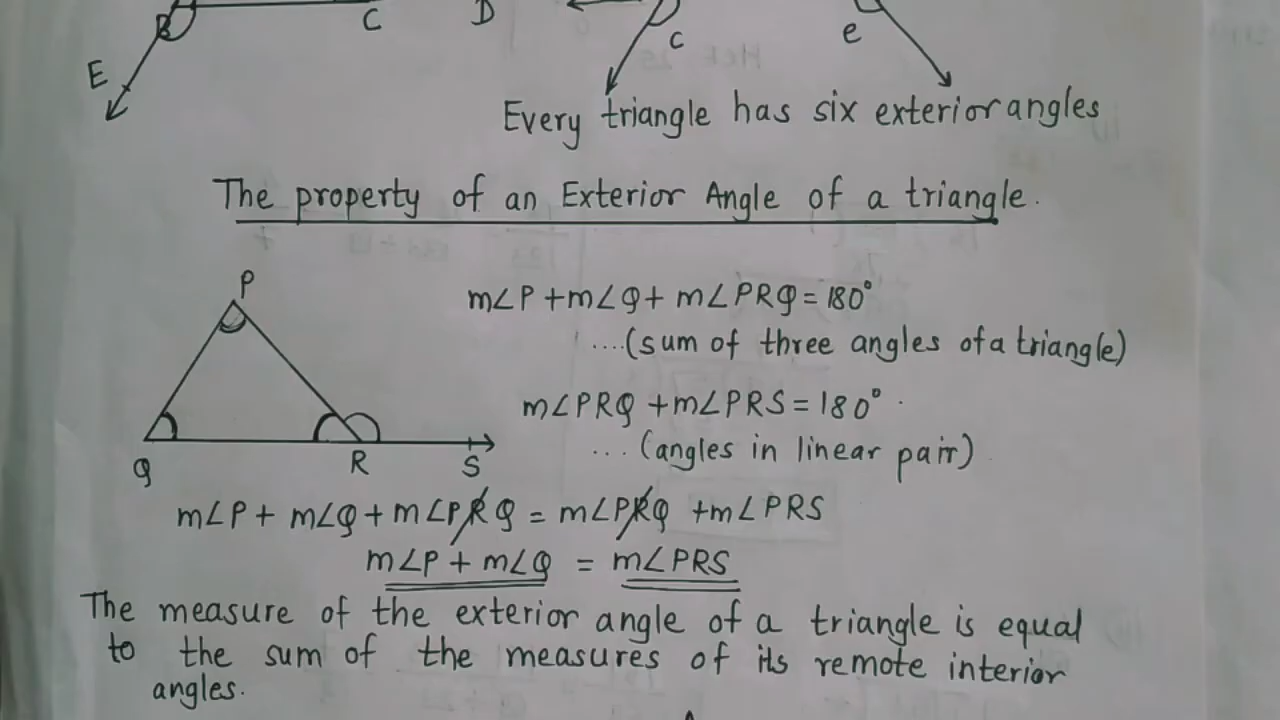 B C D c e
E
Every triangle has six exterior angles
The property of an Exterior Angle of a triangle.
P
m∠P + m∠Q + m∠PRQ = 180°
....(sum of three angles of a triangle)
m∠PRQ + m∠PRS = 180°
... (angles in linear pair)
Q R S
m∠P + m∠Q + m∠PRQ = m∠PRQ + m∠PRS
m∠P + m∠Q = m∠PRS
The measure of the exterior angle of a triangle is equal
to the sum of the measures of its remote interior
angles.